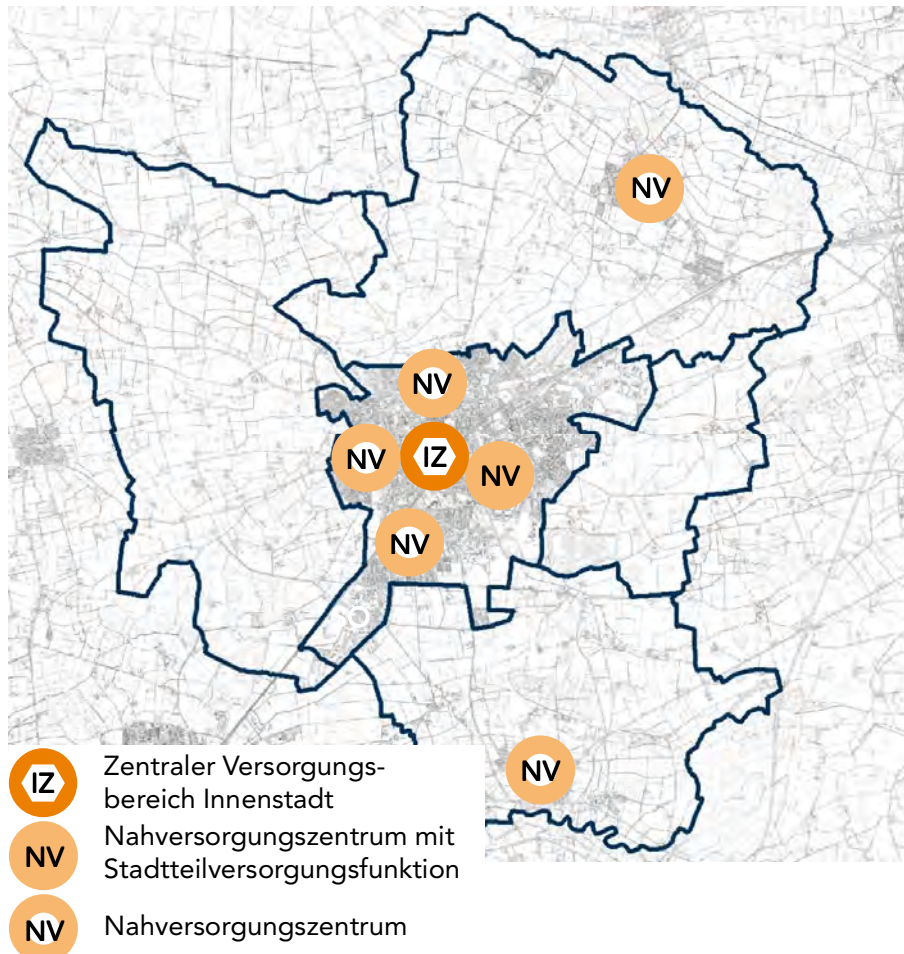 NV
NV
NV
IZ
NV
NV
NV
IZ Zentraler Versorgungs-
bereich Innenstadt
NV Nahversorgungszentrum mit
Stadtteilversorgungsfunktion
NV Nahversorgungszentrum